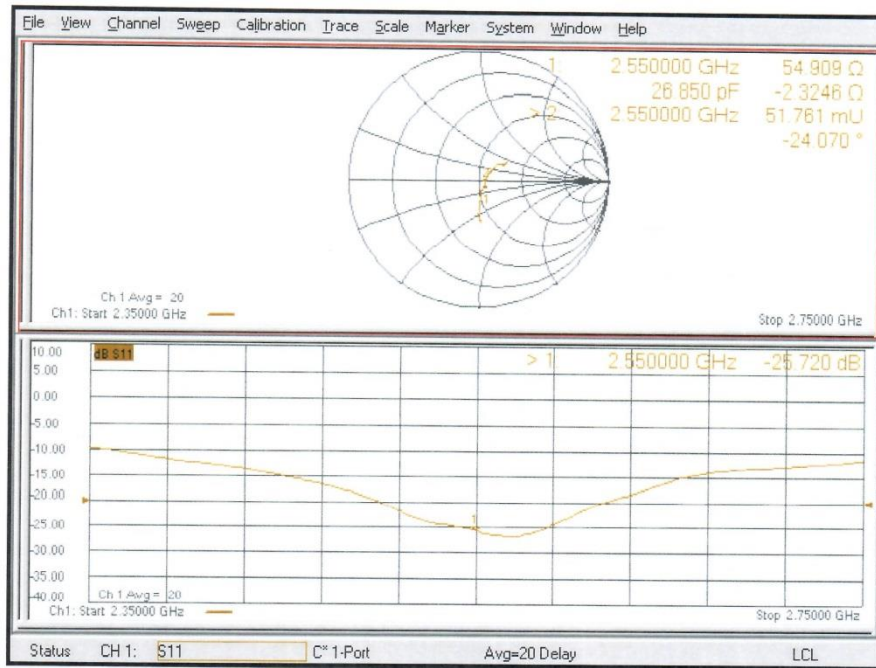 File View Channel Sweep Calibration Trace Scale Marker System Window Help
1: 2.550000 GHz 54.909 Ω
26.850 pF -2.3246 Ω
> 2: 2.550000 GHz 51.761 mU
-24.070 °
1
Ch 1 Avg = 20
Ch1: Start 2.35000 GHz
Stop 2.75000 GHz
10.00
dB S11
> 1: 2.550000 GHz -25.720 dB
5.00
0.00
-5.00
-10.00
-15.00
-20.00
-25.00
1
-30.00
-35.00
-40.00
Ch 1 Avg = 20
Ch1: Start 2.35000 GHz
Stop 2.75000 GHz
Status CH 1: S11 C* 1-Port Avg=20 Delay LCL